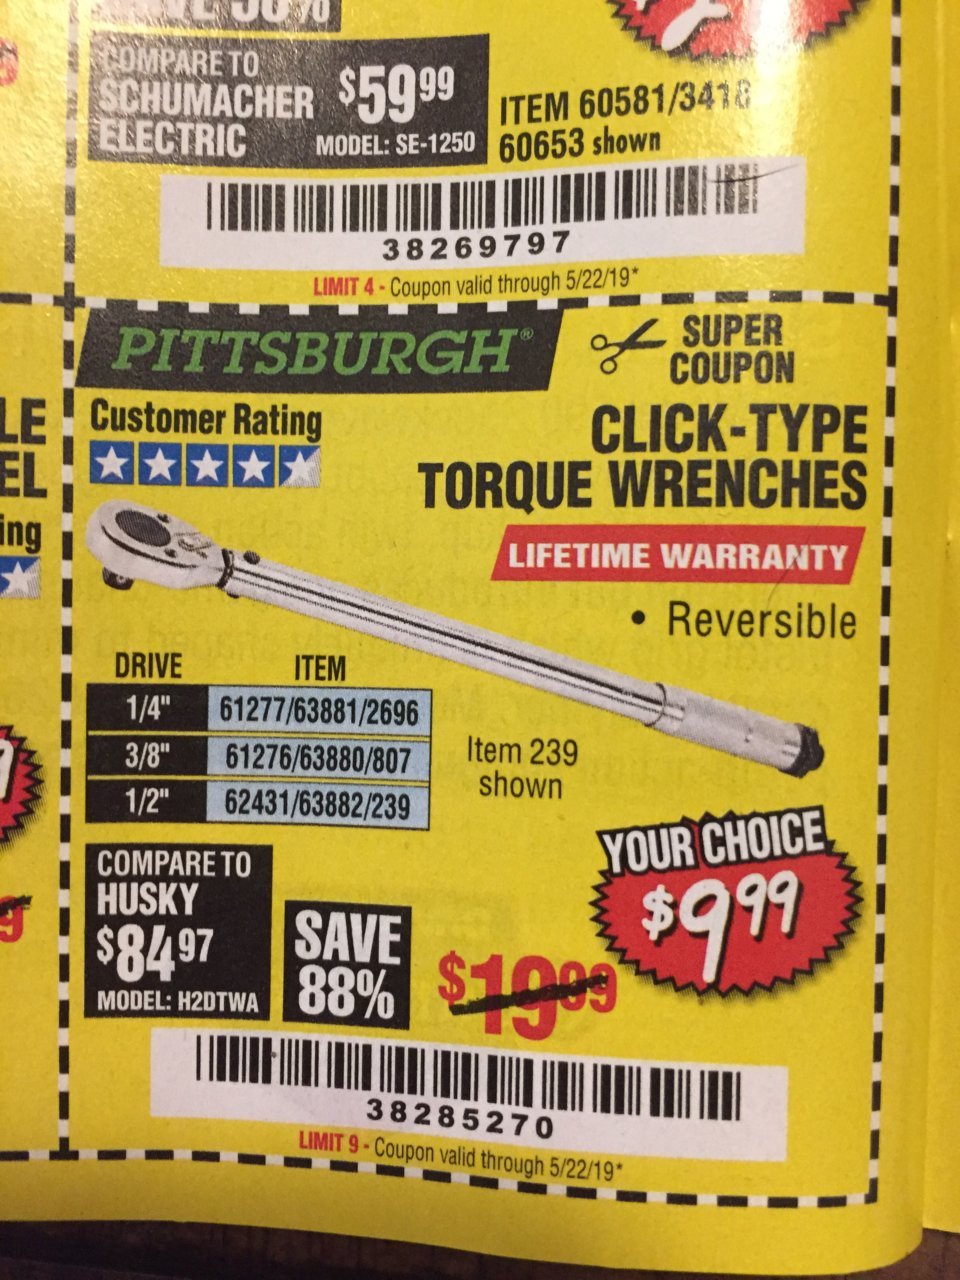 COMPARE TO
SCHUMACHER
ELECTRIC
$59.99
MODEL: SE-1250
ITEM 60581/3418
60653 shown
38269797
LIMIT 4 - Coupon valid through 5/22/19*
PITTSBURGH®
SUPER
COUPON
Customer Rating
CLICK-TYPE
TORQUE WRENCHES
LIFETIME WARRANTY
• Reversible
DRIVE ITEM
1/4" 61277/63881/2696
3/8" 61276/63880/807
1/2" 62431/63882/239
Item 239
shown
YOUR CHOICE
$9.99
COMPARE TO
HUSKY
$84.97
MODEL: H2DTWA
SAVE
88%
$19.99
38285270
LIMIT 9 - Coupon valid through 5/22/19*